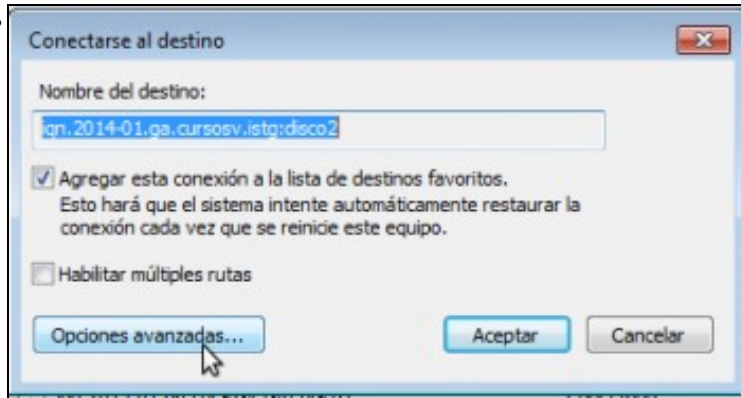 Conectarse al destino
Nombre del destino:
iqn.2014-01.ga.cursosv.istg:disco2
Agregar esta conexión a la lista de destinos favoritos.
Esto hará que el sistema intente automáticamente restaurar la
conexión cada vez que se reinicie este equipo.
Habilitar múltiples rutas
Opciones avanzadas... Aceptar Cancelar